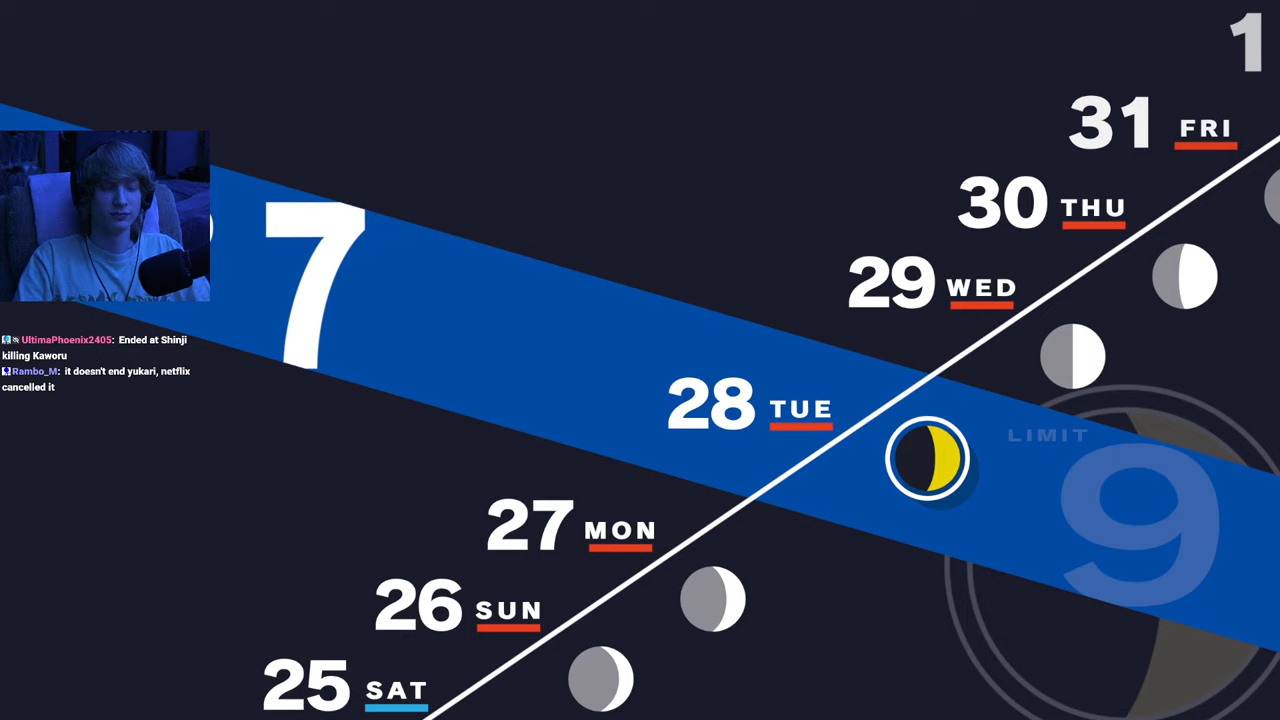 1
31 FRI
30 THU
29 WED
7
28 TUE
LIMIT
9
27 MON
26 SUN
25 SAT
UltimaPhoenix2405: Ended at Shinji
killing Kaworu
Rambo_M: it doesn't end yukari, netflix
cancelled it